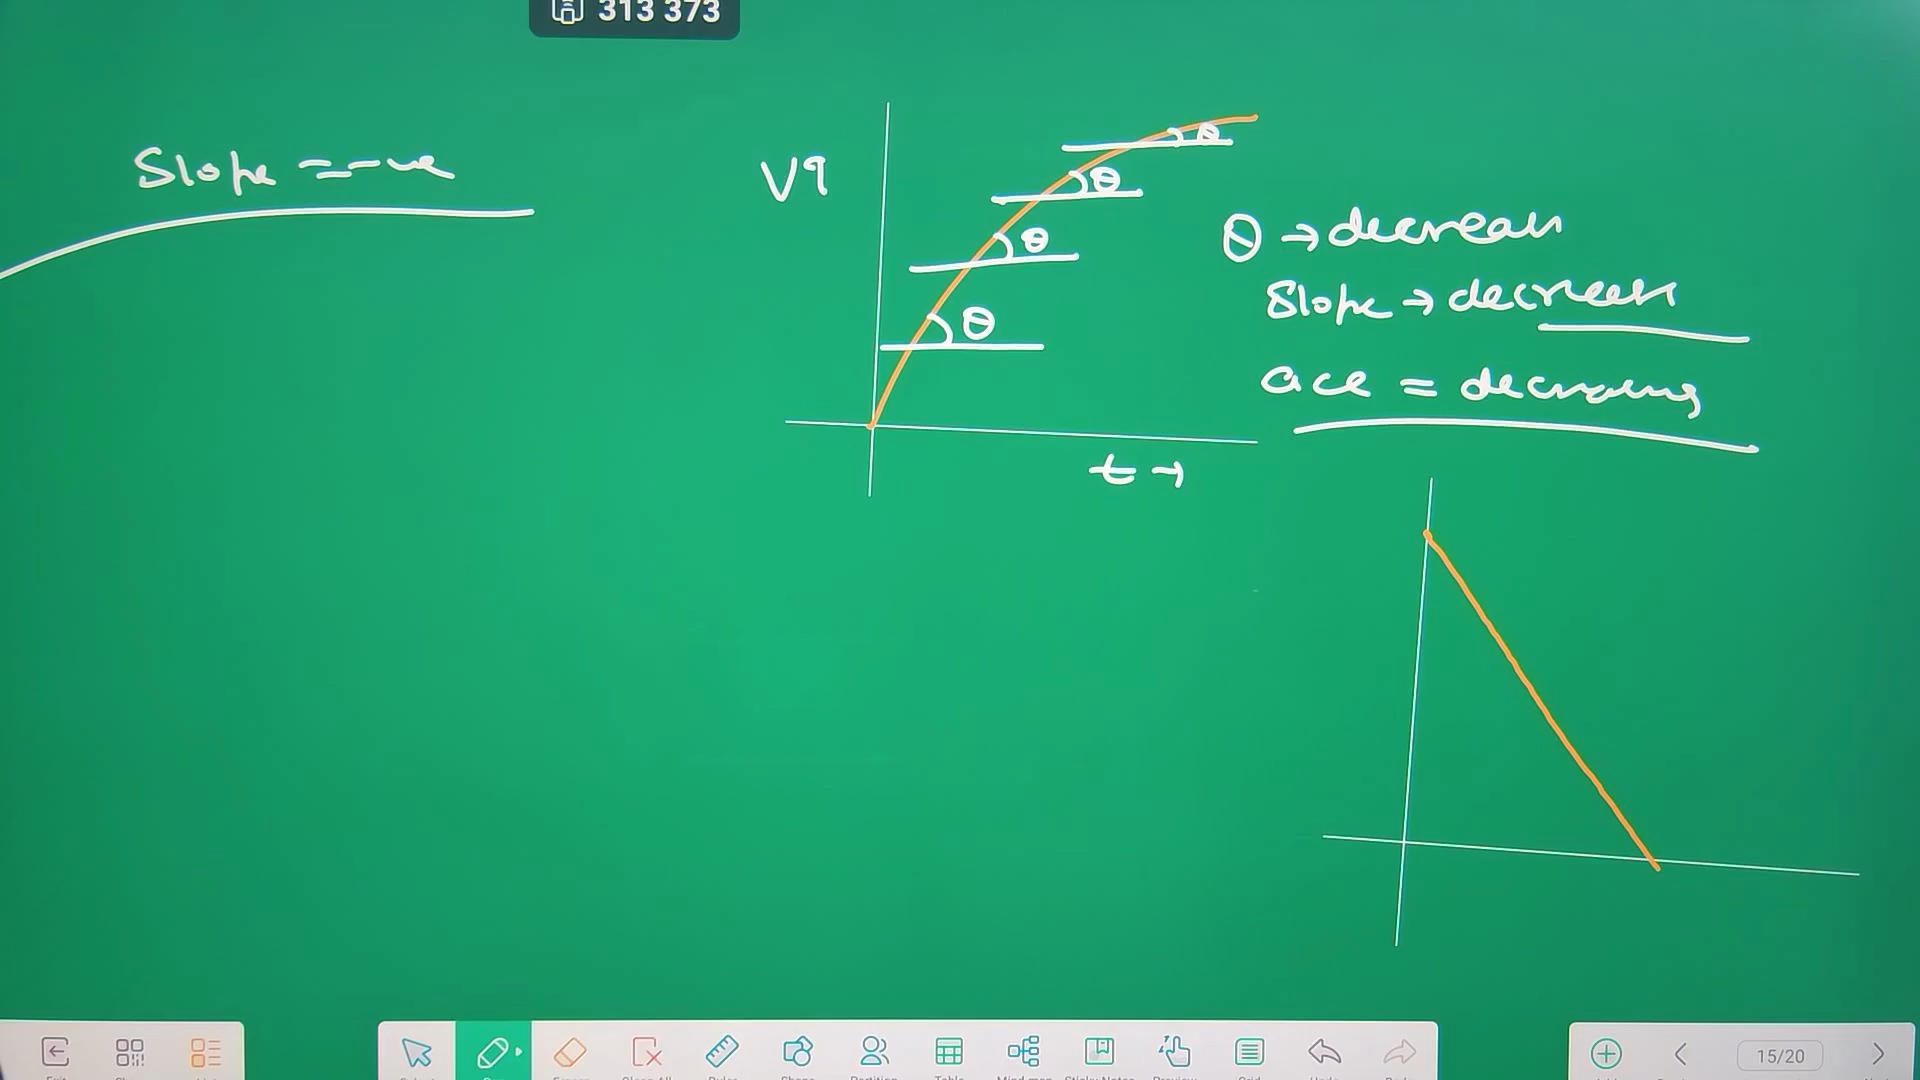 313 373
Slope = -ve
V↑
θ
θ
θ
θ
θ → decrease
Slope → decrease
acc = decreasing
t →
15/20